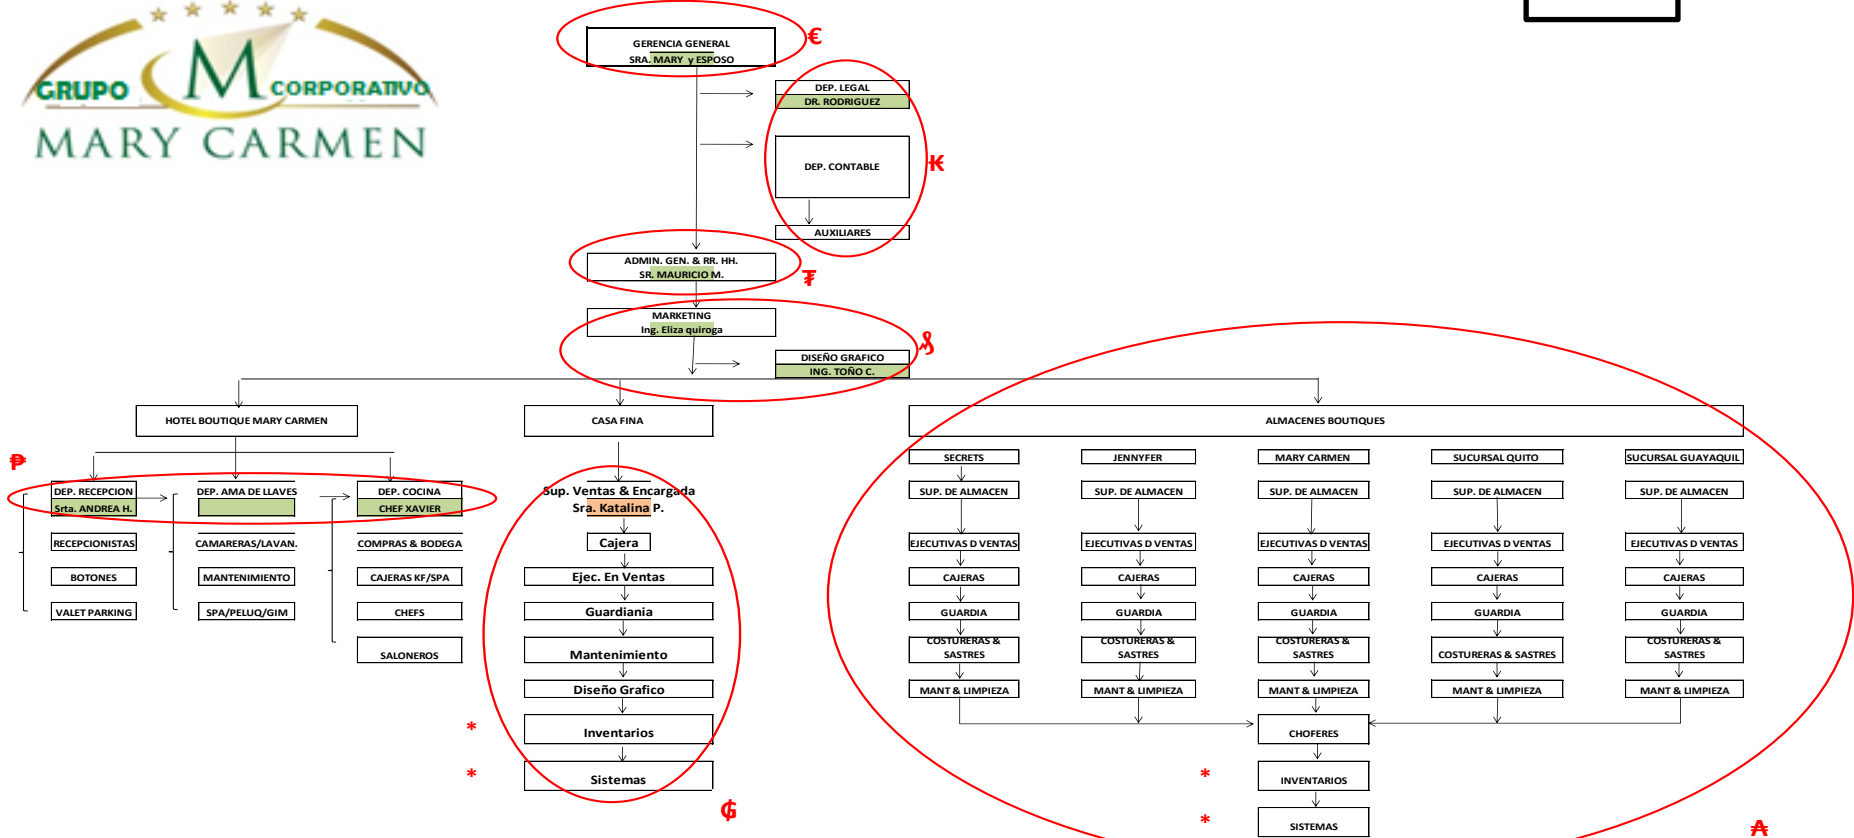 GRUPO M CORPORATIVO
MARY CARMEN
GERENCIA GENERAL
SRA. MARY y ESPOSO
€
DEP. LEGAL
DR. RODRIGUEZ
DEP. CONTABLE
₭
AUXILIARES
ADMIN. GEN. & RR. HH.
SR. MAURICIO M.
₮
MARKETING
Ing. Eliza quiroga
₰
DISEÑO GRAFICO
ING. TOÑO C.
HOTEL BOUTIQUE MARY CARMEN
CASA FINA
ALMACENES BOUTIQUES
₱
DEP. RECEPCION
Srta. ANDREA H.
RECEPCIONISTAS
BOTONES
VALET PARKING
DEP. AMA DE LLAVES
CAMARERAS/LAVAN.
MANTENIMIENTO
SPA/PELUQ/GIM
DEP. COCINA
CHEF XAVIER
COMPRAS & BODEGA
CAJERAS KF/SPA
CHEFS
SALONEROS
Sup. Ventas & Encargada
Sra. Katalina P.
Cajera
Ejec. En Ventas
Guardiania
Mantenimiento
Diseño Grafico
* Inventarios
* Sistemas
₲
SECRETS
SUP. DE ALMACEN
EJECUTIVAS D VENTAS
CAJERAS
GUARDIA
COSTURERAS &
SASTRES
MANT & LIMPIEZA
JENNYFER
SUP. DE ALMACEN
EJECUTIVAS D VENTAS
CAJERAS
GUARDIA
COSTURERAS &
SASTRES
MANT & LIMPIEZA
MARY CARMEN
SUP. DE ALMACEN
EJECUTIVAS D VENTAS
CAJERAS
GUARDIA
COSTURERAS &
SASTRES
MANT & LIMPIEZA
SUCURSAL QUITO
SUP. DE ALMACEN
EJECUTIVAS D VENTAS
CAJERAS
GUARDIA
COSTURERAS & SASTRES
MANT & LIMPIEZA
SUCURSAL GUAYAQUIL
SUP. DE ALMACEN
EJECUTIVAS D VENTAS
CAJERAS
GUARDIA
COSTURERAS &
SASTRES
MANT & LIMPIEZA
CHOFERES
* INVENTARIOS
* SISTEMAS
₳